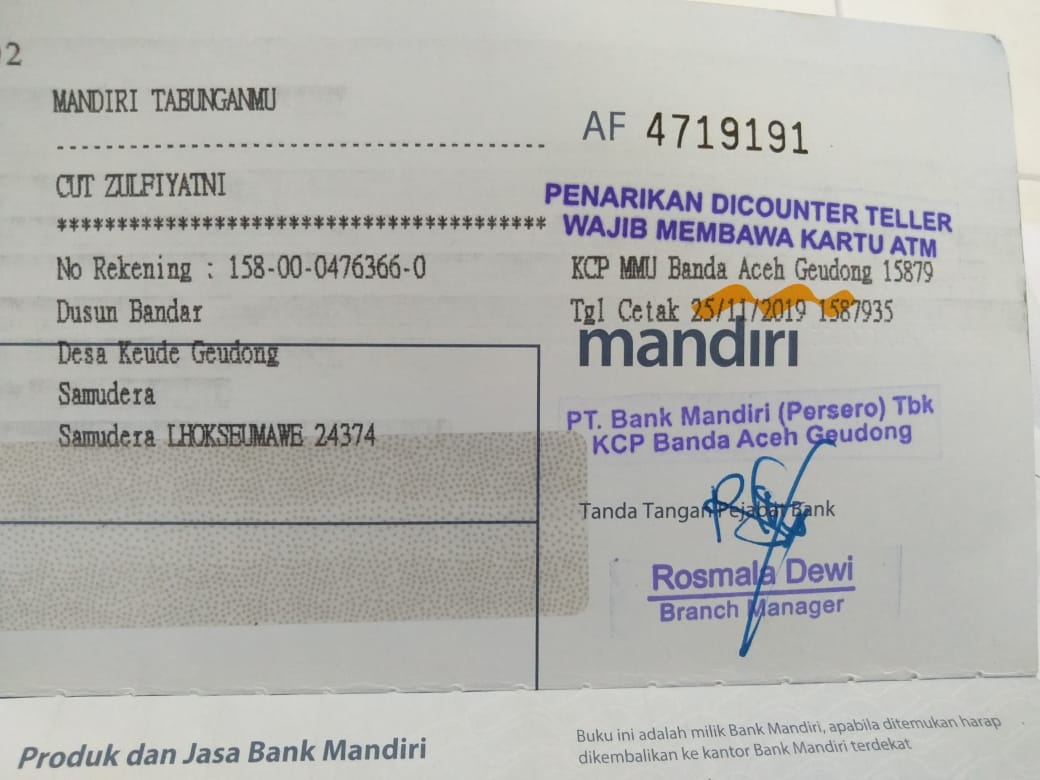 02
MANDIRI TABUNGANMU
----------------------------------------
CUT ZULFIYATNI
****************************************
No Rekening : 158-00-0476366-0
Dusun Bandar
Desa Keude Geudong
Samudera
Samudera LHOKSEUMAWE 24374
AF 4719191
PENARIKAN DICOUNTER TELLER
WAJIB MEMBAWA KARTU ATM
KCP MMU Banda Aceh Geudong 15879
Tgl Cetak 25/11/2019 1587935
mandiri
PT. Bank Mandiri (Persero) Tbk
KCP Banda Aceh Geudong
Tanda Tangan Pejabat Bank
Rosmala Dewi
Branch Manager
Produk dan Jasa Bank Mandiri
Buku ini adalah milik Bank Mandiri, apabila ditemukan harap
dikembalikan ke kantor Bank Mandiri terdekat